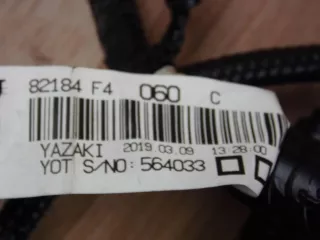 82184 F4 060 C
YAZAKI 2019.03.09 13:28:00
YOT S/NO: 564033